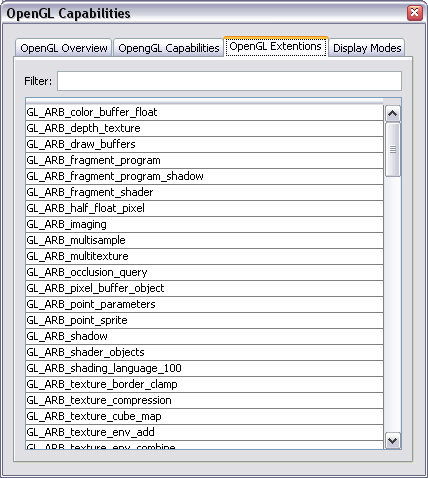 OpenGL Capabilities
OpenGL Overview OpengGL Capabilities OpenGL Extentions Display Modes
Filter:
GL_ARB_color_buffer_float
GL_ARB_depth_texture
GL_ARB_draw_buffers
GL_ARB_fragment_program
GL_ARB_fragment_program_shadow
GL_ARB_fragment_shader
GL_ARB_half_float_pixel
GL_ARB_imaging
GL_ARB_multisample
GL_ARB_multitexture
GL_ARB_occlusion_query
GL_ARB_pixel_buffer_object
GL_ARB_point_parameters
GL_ARB_point_sprite
GL_ARB_shadow
GL_ARB_shader_objects
GL_ARB_shading_language_100
GL_ARB_texture_border_clamp
GL_ARB_texture_compression
GL_ARB_texture_cube_map
GL_ARB_texture_env_add
GL_ARB_texture_env_combine